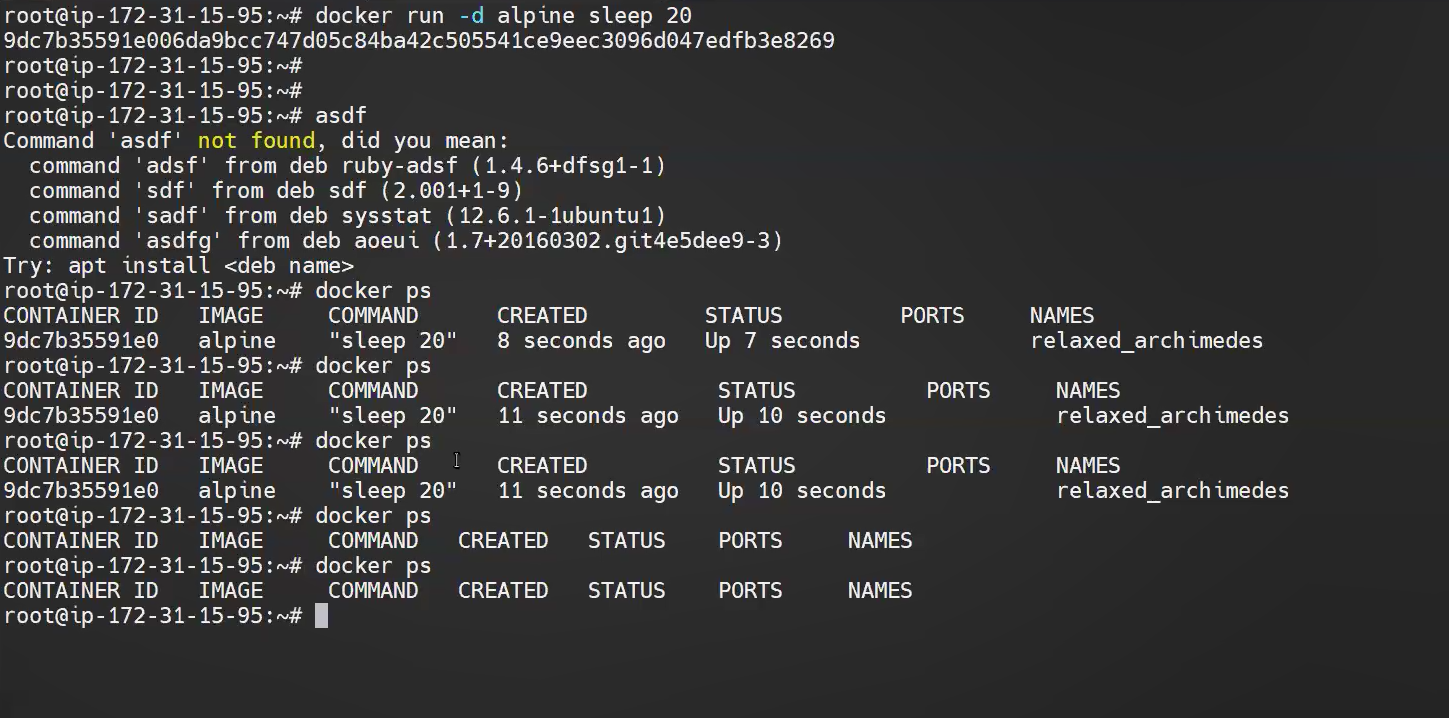 root@ip-172-31-15-95:~# docker run -d alpine sleep 20
9dc7b35591e006da9bcc747d05c84ba42c505541ce9eec3096d047edfb3e8269
root@ip-172-31-15-95:~#
root@ip-172-31-15-95:~#
root@ip-172-31-15-95:~# asdf
Command 'asdf' not found, did you mean:
  command 'adsf' from deb ruby-adsf (1.4.6+dfsg1-1)
  command 'sdf' from deb sdf (2.001+1-9)
  command 'sadf' from deb sysstat (12.6.1-1ubuntu1)
  command 'asdfg' from deb aoeui (1.7+20160302.git4e5dee9-3)
Try: apt install <deb name>
root@ip-172-31-15-95:~# docker ps
CONTAINER ID   IMAGE     COMMAND      CREATED         STATUS         PORTS     NAMES
9dc7b35591e0   alpine    "sleep 20"   8 seconds ago   Up 7 seconds             relaxed_archimedes
root@ip-172-31-15-95:~# docker ps
CONTAINER ID   IMAGE     COMMAND      CREATED          STATUS          PORTS     NAMES
9dc7b35591e0   alpine    "sleep 20"   11 seconds ago   Up 10 seconds             relaxed_archimedes
root@ip-172-31-15-95:~# docker ps
CONTAINER ID   IMAGE     COMMAND      CREATED          STATUS          PORTS     NAMES
9dc7b35591e0   alpine    "sleep 20"   11 seconds ago   Up 10 seconds             relaxed_archimedes
root@ip-172-31-15-95:~# docker ps
CONTAINER ID   IMAGE     COMMAND   CREATED   STATUS    PORTS     NAMES
root@ip-172-31-15-95:~# docker ps
CONTAINER ID   IMAGE     COMMAND   CREATED   STATUS    PORTS     NAMES
root@ip-172-31-15-95:~#